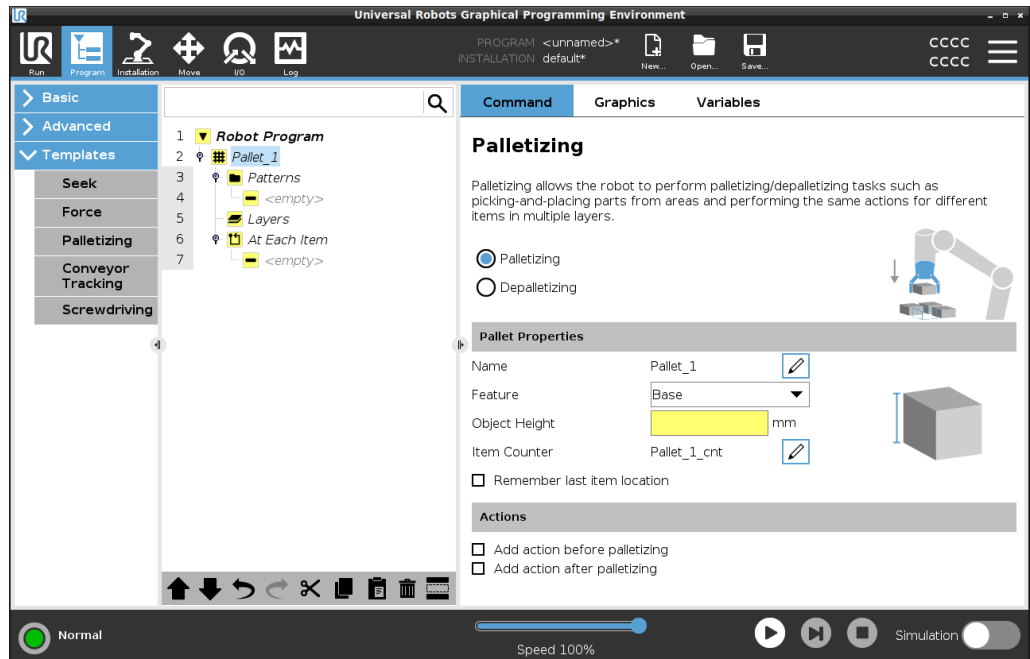 Universal Robots Graphical Programming Environment
UR
Run
Program
Installation
Move
I/O
Log
PROGRAM <unnamed>*
INSTALLATION default*
New...
Open...
Save...
CCCC
CCCC
Basic
Advanced
Templates
Seek
Force
Palletizing
Conveyor
Tracking
Screwdriving
1 Robot Program
2 Pallet_1
3 Patterns
4 <empty>
5 Layers
6 At Each Item
7 <empty>
Command Graphics Variables
Palletizing
Palletizing allows the robot to perform palletizing/depalletizing tasks such as
picking-and-placing parts from areas and performing the same actions for different
items in multiple layers.
Palletizing
Depalletizing
Pallet Properties
Name Pallet_1
Feature Base
Object Height mm
Item Counter Pallet_1_cnt
Remember last item location
Actions
Add action before palletizing
Add action after palletizing
Normal
Speed 100%
Simulation